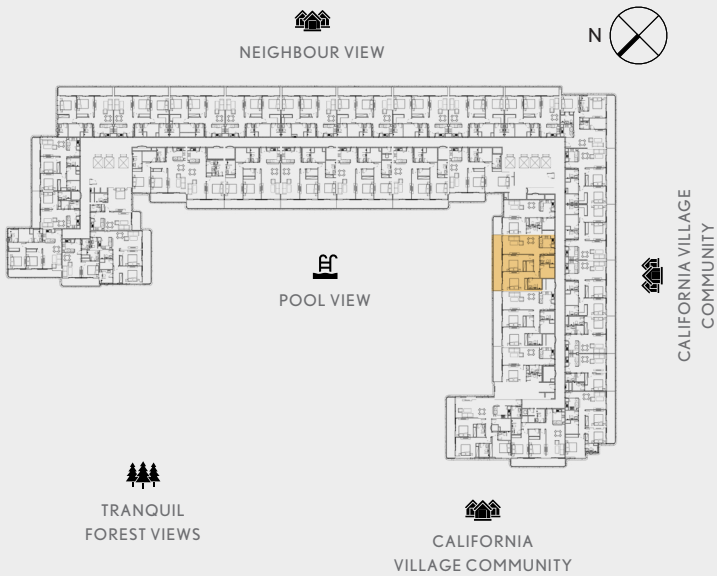 N
NEIGHBOUR VIEW
CALIFORNIA VILLAGE
COMMUNITY
POOL VIEW
TRANQUIL
FOREST VIEWS
CALIFORNIA
VILLAGE COMMUNITY